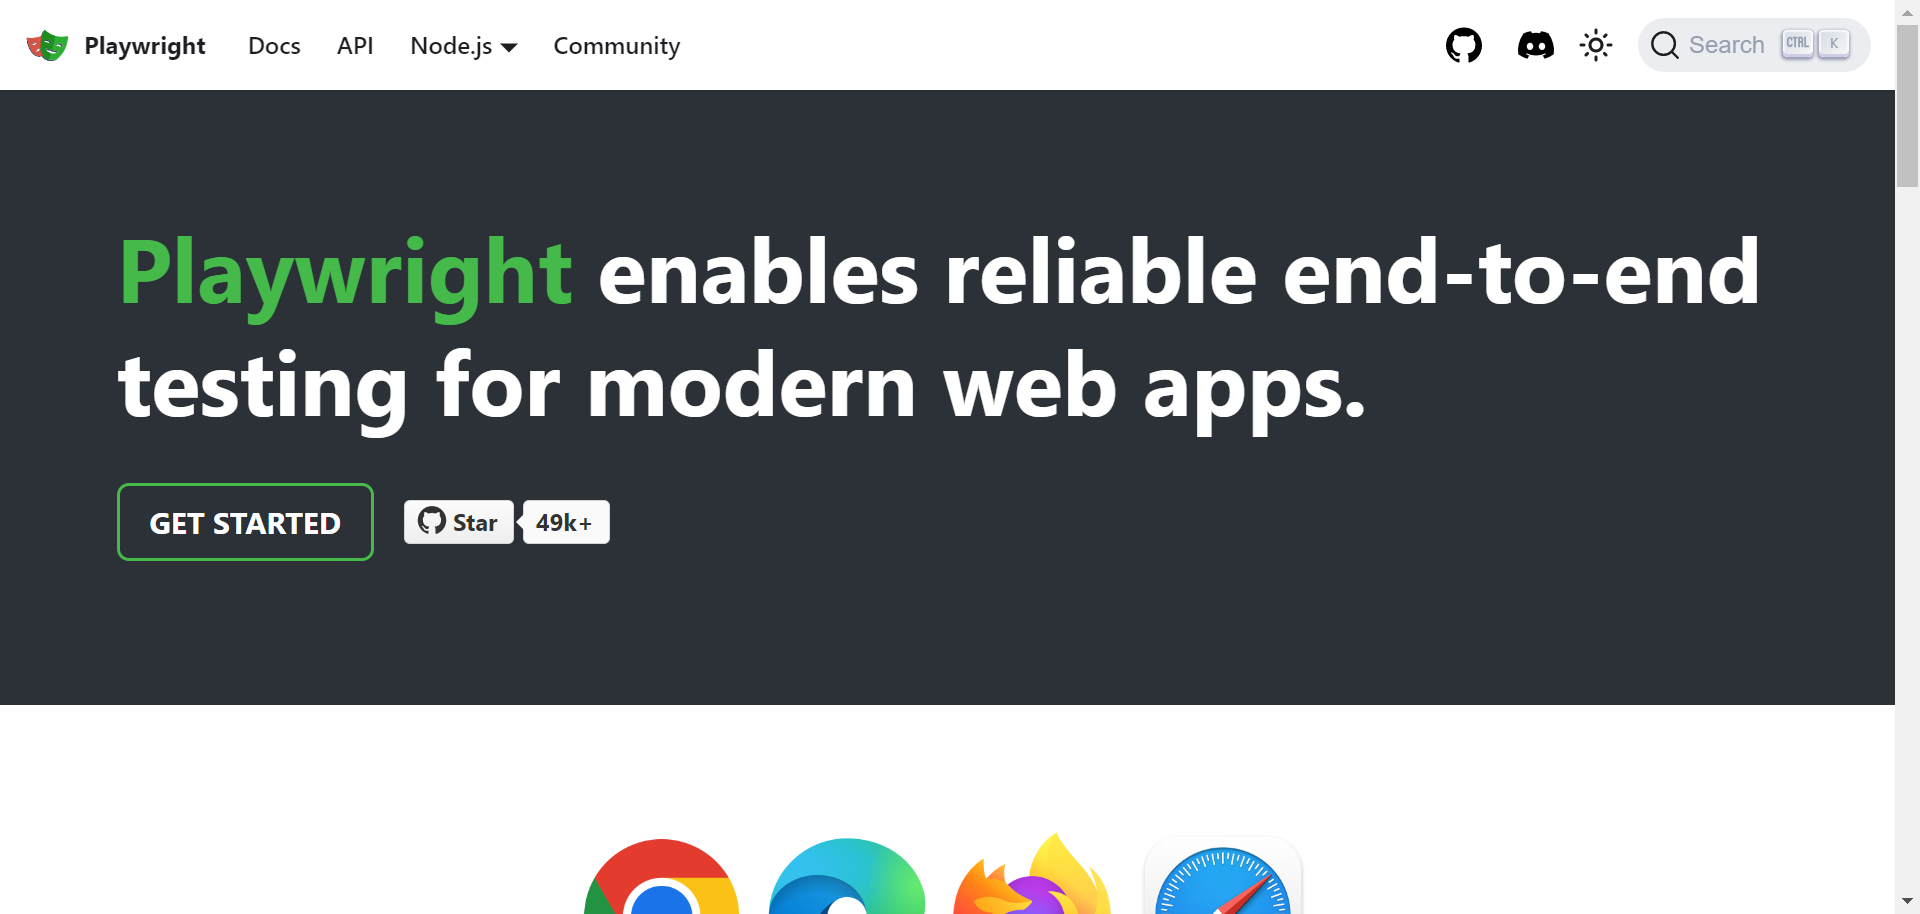 Playwright Docs API Node.js Community Search CTRL K
Playwright enables reliable end-to-end
testing for modern web apps.
GET STARTED Star 49k+